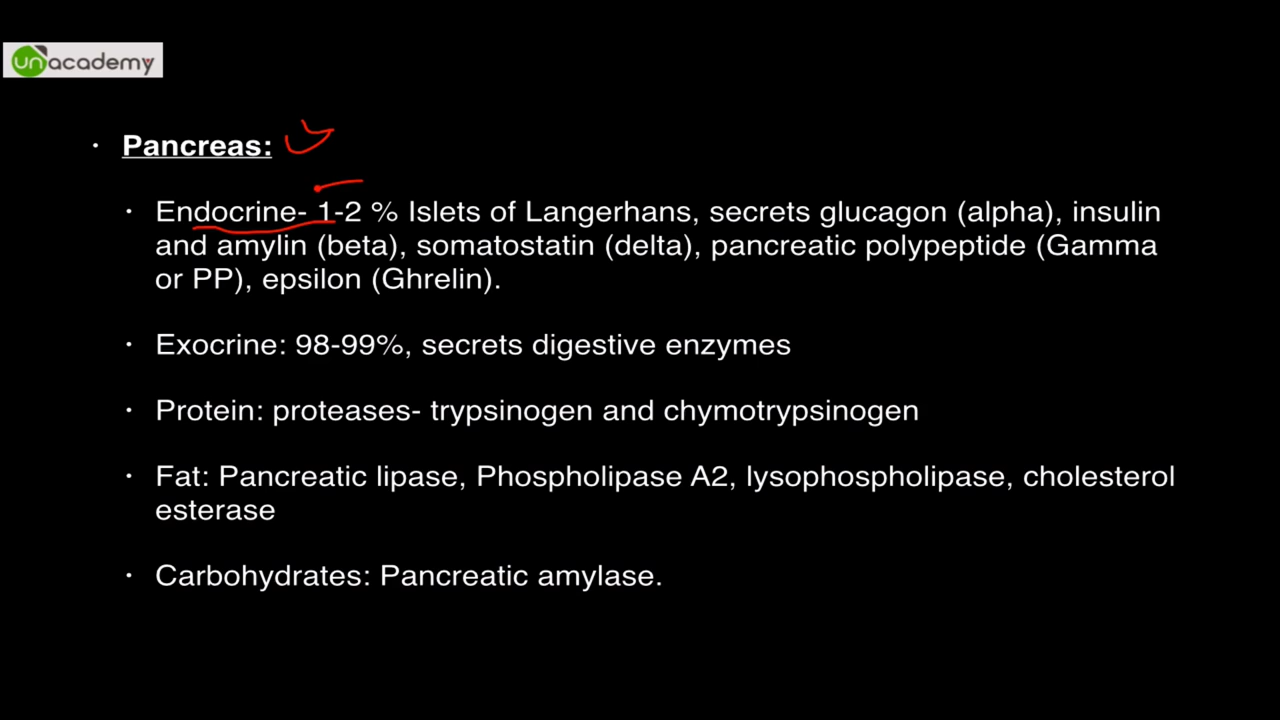 unacademy
· Pancreas:
· Endocrine- 1-2 % Islets of Langerhans, secrets glucagon (alpha), insulin
and amylin (beta), somatostatin (delta), pancreatic polypeptide (Gamma
or PP), epsilon (Ghrelin).
· Exocrine: 98-99%, secrets digestive enzymes
· Protein: proteases- trypsinogen and chymotrypsinogen
· Fat: Pancreatic lipase, Phospholipase A2, lysophospholipase, cholesterol
esterase
· Carbohydrates: Pancreatic amylase.